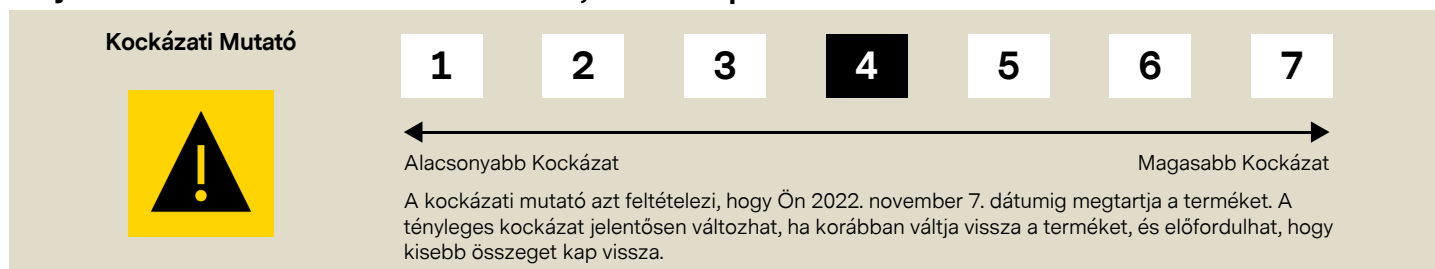 Kockázati Mutató
1 2 3 4 5 6 7
Alacsonyabb Kockázat Magasabb Kockázat
A kockázati mutató azt feltételezi, hogy Ön 2022. november 7. dátumig megtartja a terméket. A
tényleges kockázat jelentősen változhat, ha korábban váltja vissza a terméket, és előfordulhat, hogy
kisebb összeget kap vissza.